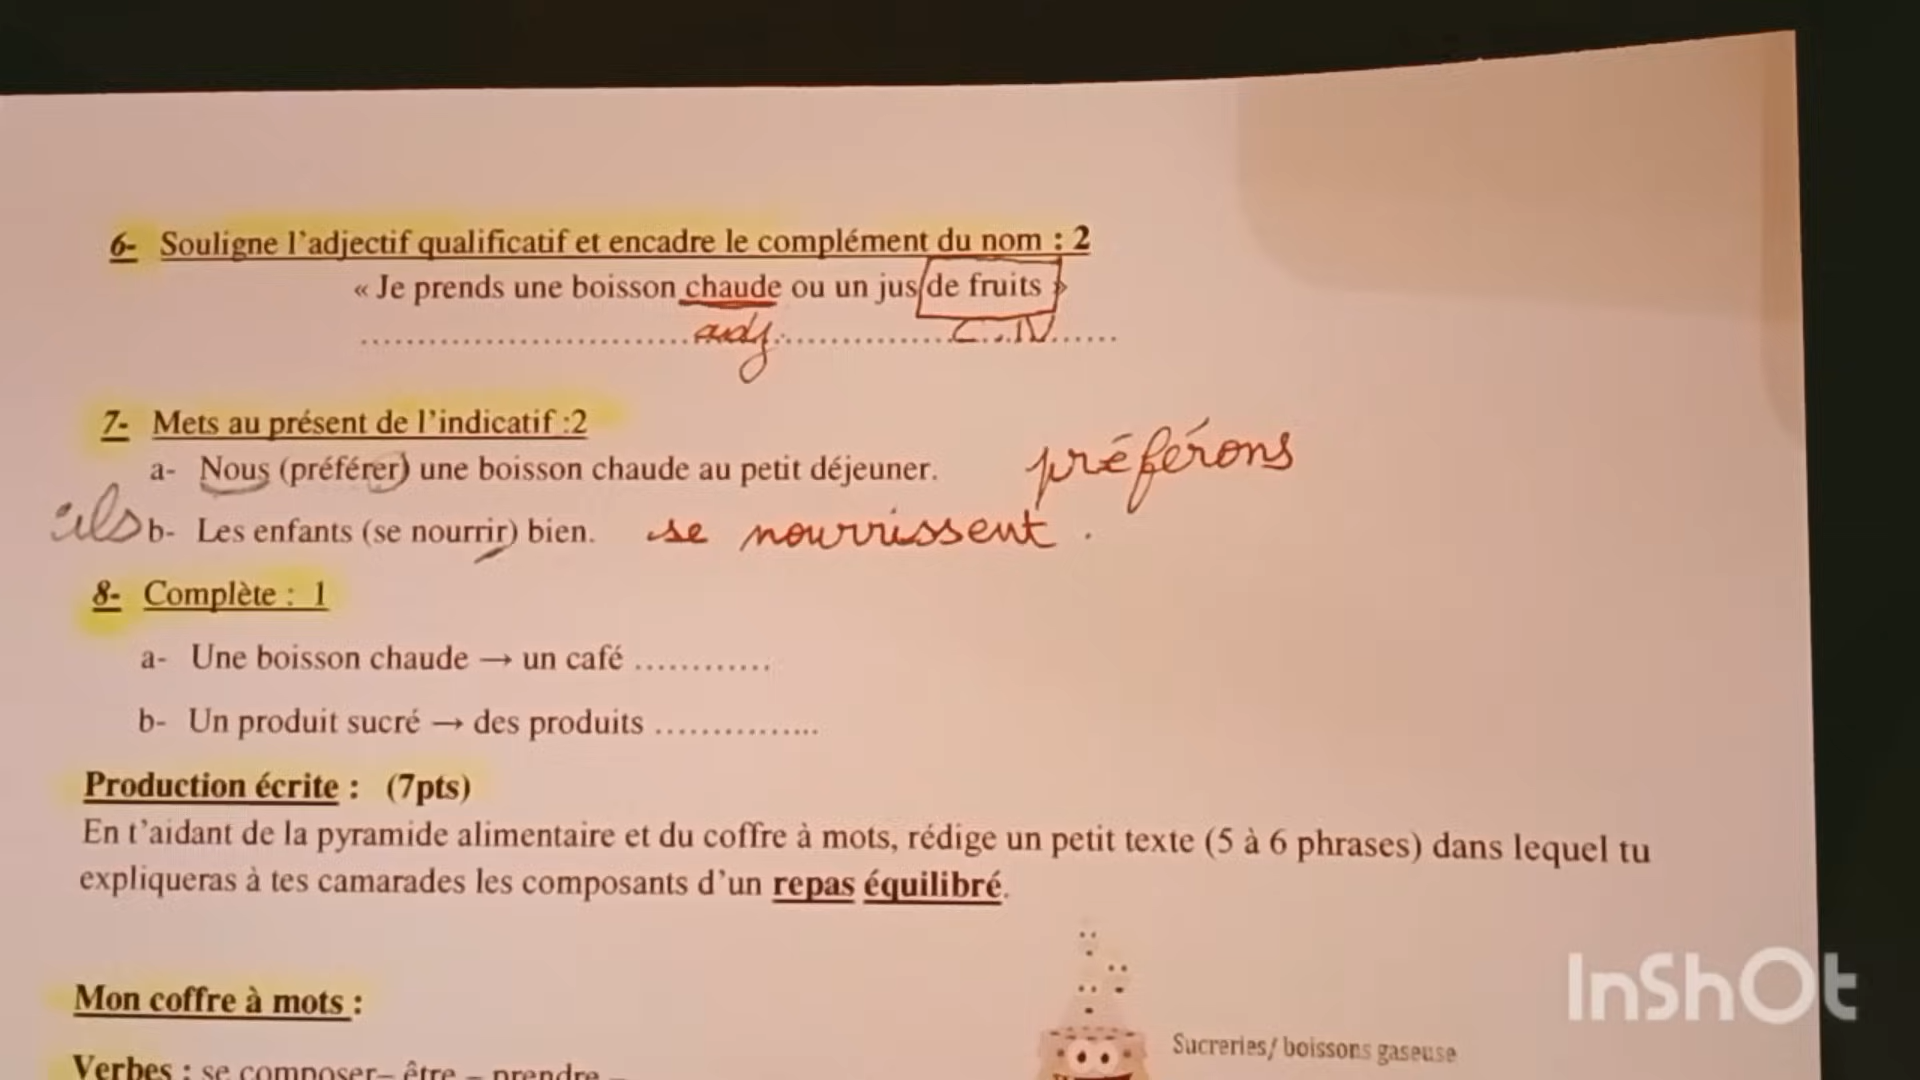 6- Souligne l'adjectif qualificatif et encadre le complément du nom : 2
« Je prends une boisson chaude ou un jus de fruits »
adj C.N
7- Mets au présent de l'indicatif :2
a- Nous (préférer) une boisson chaude au petit déjeuner. préférons
ils b- Les enfants (se nourrir) bien. se nourrissent .
8- Complète : 1
a- Une boisson chaude → un café ............
b- Un produit sucré → des produits ...............
Production écrite : (7pts)
En t'aidant de la pyramide alimentaire et du coffre à mots, rédige un petit texte (5 à 6 phrases) dans lequel tu
expliqueras à tes camarades les composants d'un repas équilibré.
Mon coffre à mots :
Sucreries/ boissons gaseuse
Verbes : se composer– être – prendre –
InShOt